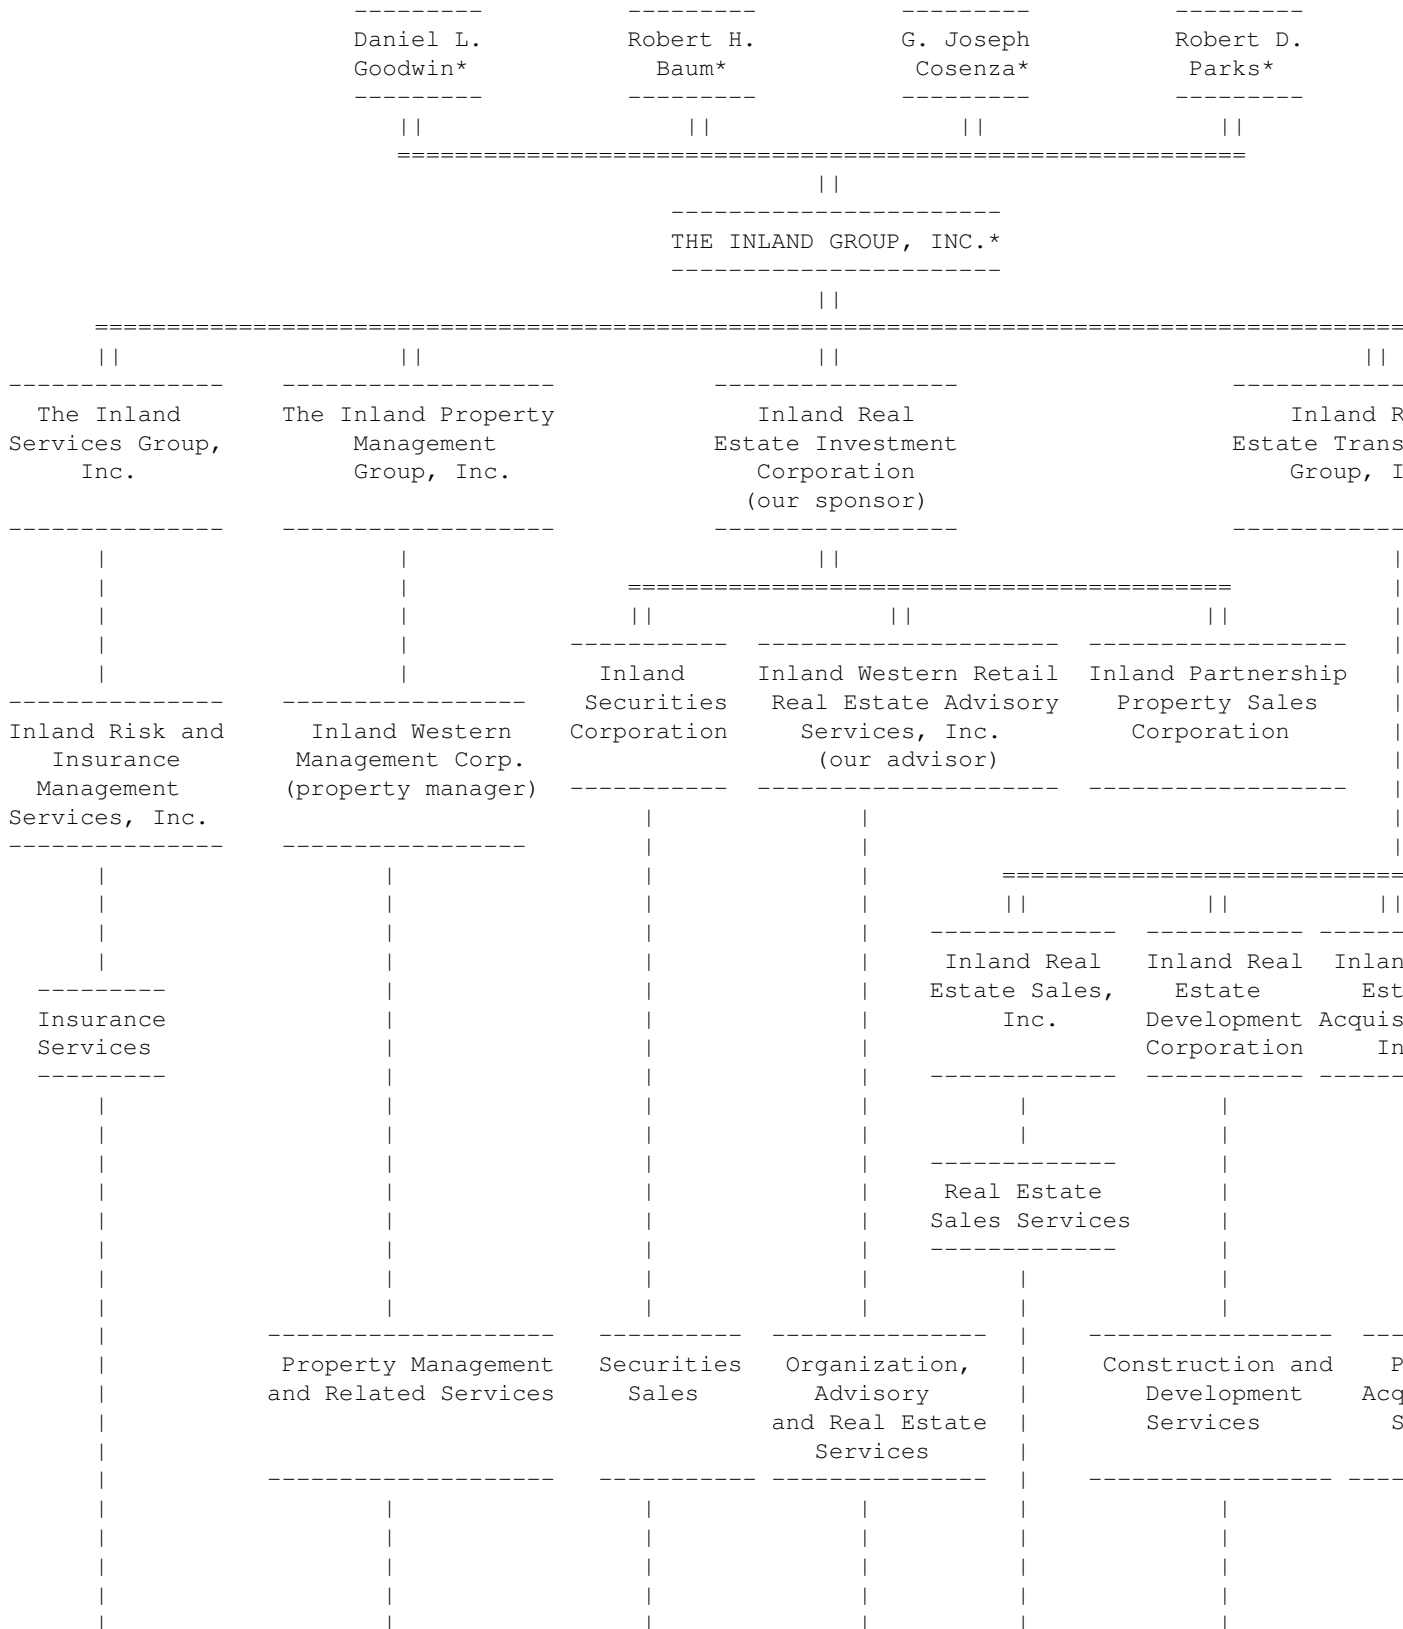 Daniel L. Robert H. G. Joseph Robert D.
Goodwin* Baum* Cosenza* Parks*
THE INLAND GROUP, INC.*
The Inland The Inland Property Inland Real Inland
Services Group, Management Estate Investment Estate
Inc. Group, Inc. Corporation Group,
(our sponsor)
Inland Inland Western Retail Inland Partnership
Securities Real Estate Advisory Property Sales
Inland Risk and Inland Western Corporation Services, Inc. Corporation
Insurance Management Corp. (our advisor)
Management (property manager)
Services, Inc.
Inland Real Inland Real
Estate Sales, Estate
Insurance Inc. Development
Services Corporation
Real Estate
Sales Services
Property Management Securities Organization, Construction and
and Related Services Sales Advisory Development
and Real Estate Services
Services